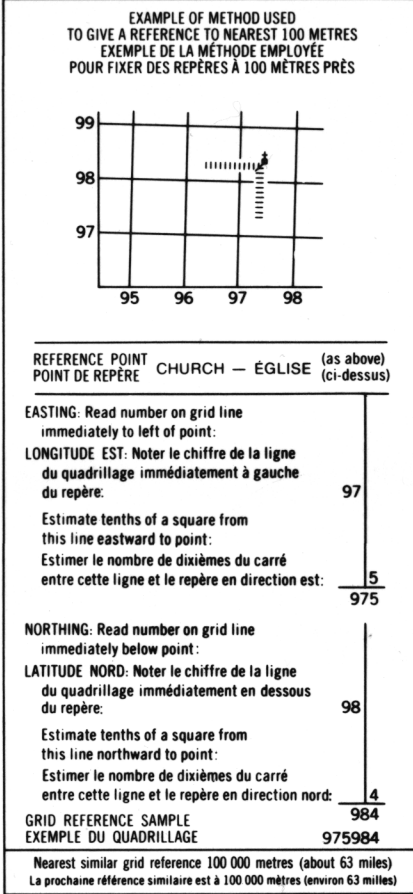 EXAMPLE OF METHOD USED
TO GIVE A REFERENCE TO NEAREST 100 METRES
EXEMPLE DE LA MÉTHODE EMPLOYÉE
POUR FIXER DES REPÈRES À 100 MÈTRES PRÈS
99
98
97
95 96 97 98
REFERENCE POINT
POINT DE REPÈRE
CHURCH — ÉGLISE
(as above)
(ci-dessus)
EASTING: Read number on grid line
immediately to left of point:
LONGITUDE EST: Noter le chiffre de la ligne
du quadrillage immédiatement à gauche
du repère: 97
Estimate tenths of a square from
this line eastward to point:
Estimer le nombre de dixièmes du carré
entre cette ligne et le repère en direction est: 5
975
NORTHING: Read number on grid line
immediately below point:
LATITUDE NORD: Noter le chiffre de la ligne
du quadrillage immédiatement en dessous
du repère: 98
Estimate tenths of a square from
this line northward to point:
Estimer le nombre de dixièmes du carré
entre cette ligne et le repère en direction nord: 4
984
GRID REFERENCE SAMPLE
EXEMPLE DU QUADRILLAGE 975984
Nearest similar grid reference 100 000 metres (about 63 miles)
La prochaine référence similaire est à 100 000 mètres (environ 63 milles)